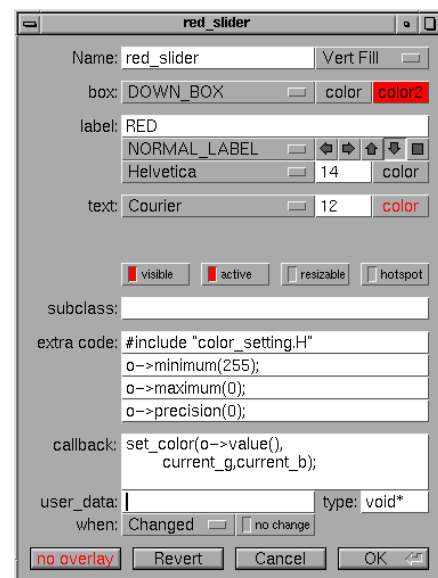 red_slider
Name: red_slider Vert Fill
box: DOWN_BOX color color2
label: RED
NORMAL_LABEL
Helvetica 14 color
text: Courier 12 color
visible active resizable hotspot
subclass:
extra code: #include "color_setting.H"
o->minimum(255);
o->maximum(0);
o->precision(0);
callback: set_color(o->value(),
current_g,current_b);
user_data: type: void*
when: Changed no change
no overlay Revert Cancel OK